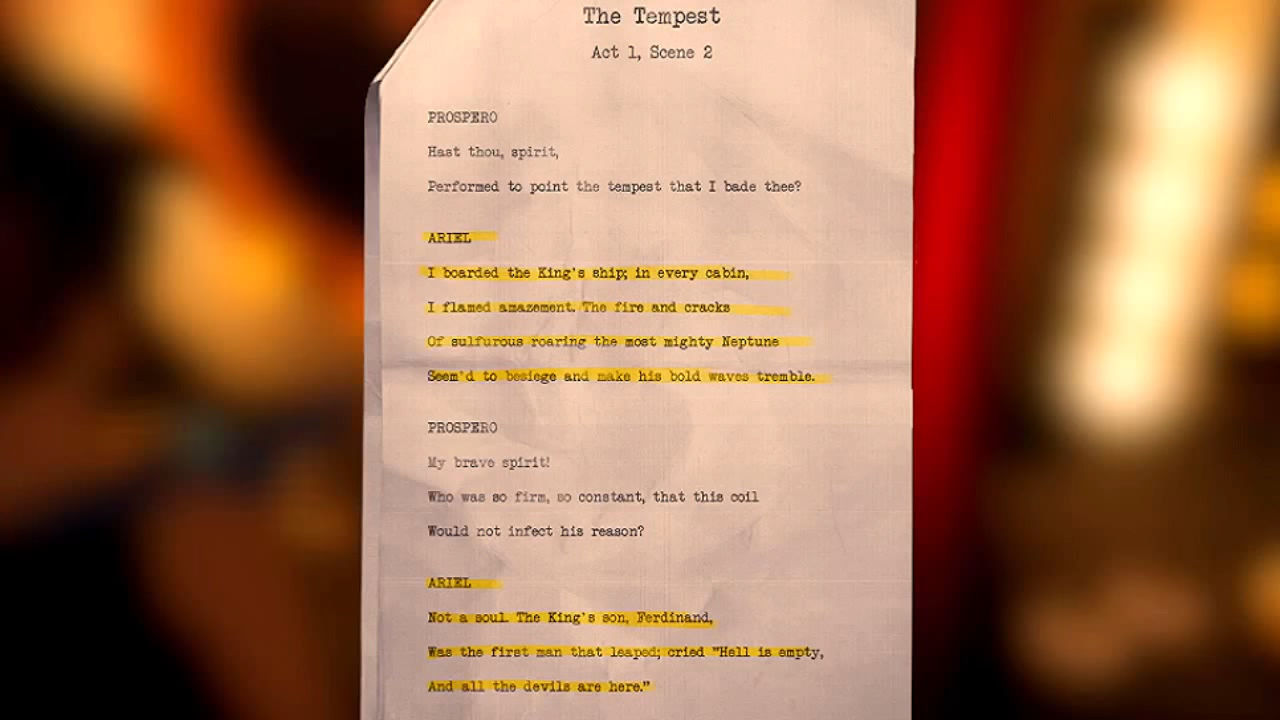 The Tempest
Act 1, Scene 2
PROSPERO
Hast thou, spirit,
Performed to point the tempest that I bade thee?
ARIEL
I boarded the King's ship; in every cabin,
I flamed amazement. The fire and cracks
Of sulfurous roaring the most mighty Neptune
Seem'd to besiege and make his bold waves tremble.
PROSPERO
My brave spirit!
Who was so firm, so constant, that this coil
Would not infect his reason?
ARIEL
Not a soul. The King's son, Ferdinand,
Was the first man that leaped; cried "Hell is empty,
And all the devils are here."